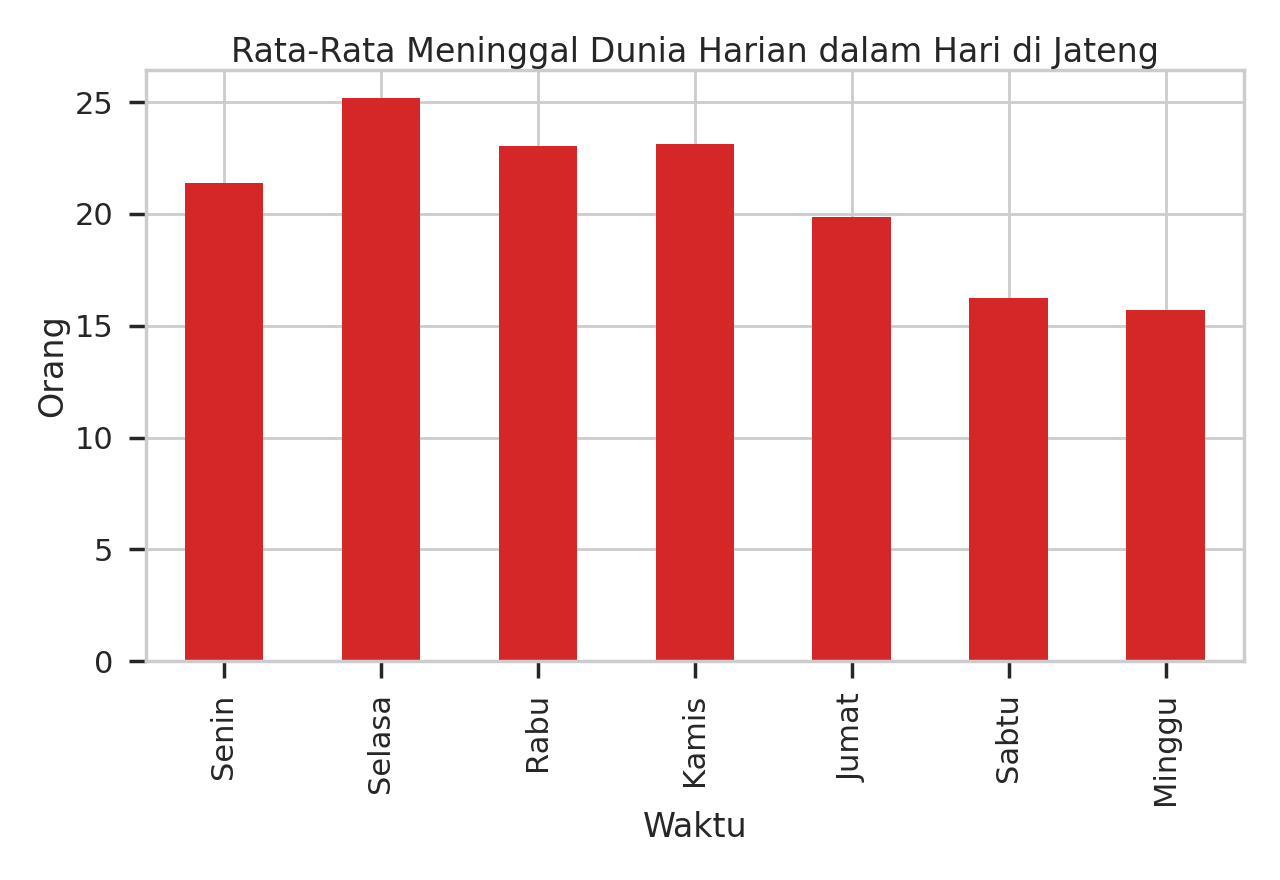 Rata-Rata Meninggal Dunia Harian dalam Hari di Jateng
25
20
15
10
5
0
Orang
Senin
Selasa
Rabu
Kamis
Jumat
Sabtu
Minggu
Waktu